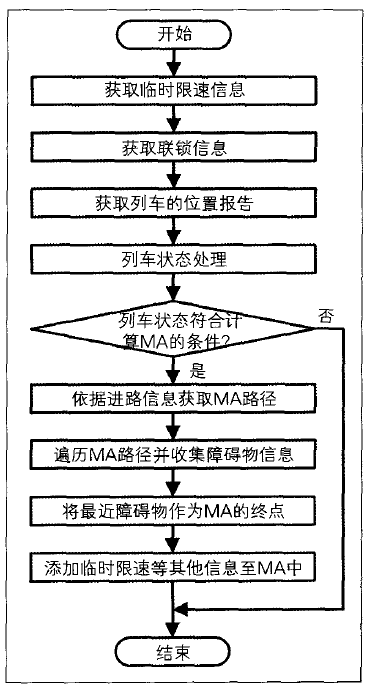 开始
获取临时限速信息
获取联锁信息
获取列车的位置报告
列车状态处理
列车状态符合计
算MA的条件?
否
是
依据进路信息获取MA路径
遍历MA路径并收集障碍物信息
将最近障碍物作为MA的终点
添加临时限速等其他信息至MA中
结束